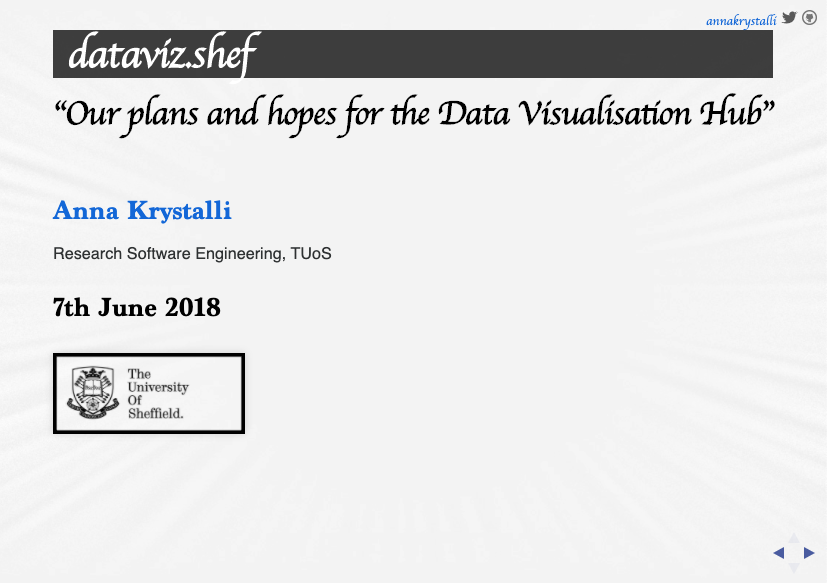 annakrystalli
dataviz.shef
“Our plans and hopes for the Data Visualisation Hub”
Anna Krystalli
Research Software Engineering, TUoS
7th June 2018
The
University
Of
Sheffield.